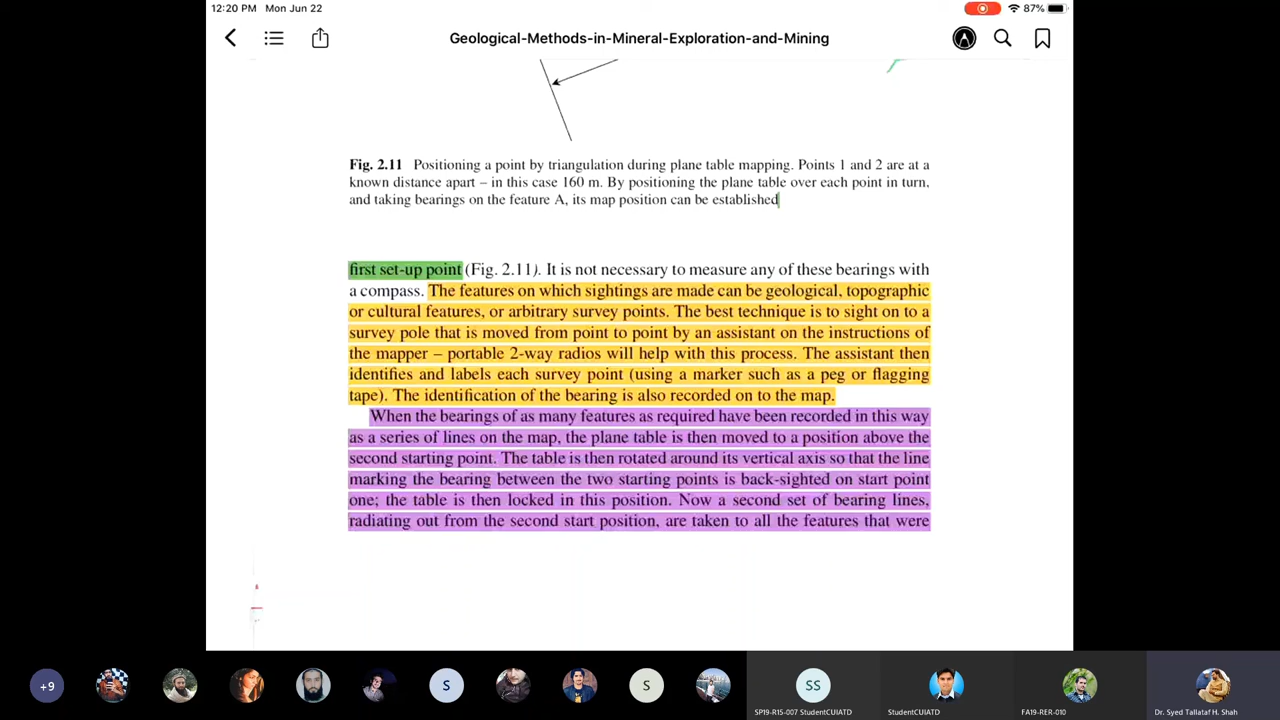 12:20 PM Mon Jun 22
87%
Geological-Methods-in-Mineral-Exploration-and-Mining
Fig. 2.11 Positioning a point by triangulation during plane table mapping. Points 1 and 2 are at a
known distance apart – in this case 160 m. By positioning the plane table over each point in turn,
and taking bearings on the feature A, its map position can be established
first set-up point (Fig. 2.11). It is not necessary to measure any of these bearings with
a compass. The features on which sightings are made can be geological, topographic
or cultural features, or arbitrary survey points. The best technique is to sight on to a
survey pole that is moved from point to point by an assistant on the instructions of
the mapper – portable 2-way radios will help with this process. The assistant then
identifies and labels each survey point (using a marker such as a peg or flagging
tape). The identification of the bearing is also recorded on to the map.
When the bearings of as many features as required have been recorded in this way
as a series of lines on the map, the plane table is then moved to a position above the
second starting point. The table is then rotated around its vertical axis so that the line
marking the bearing between the two starting points is back-sighted on start point
one; the table is then locked in this position. Now a second set of bearing lines,
radiating out from the second start position, are taken to all the features that were
+9
S
S
SS
SP19-R1S-007 StudentCUIATD
StudentCUIATD
FA19-RER-010
Dr. Syed Tallataf H. Shah